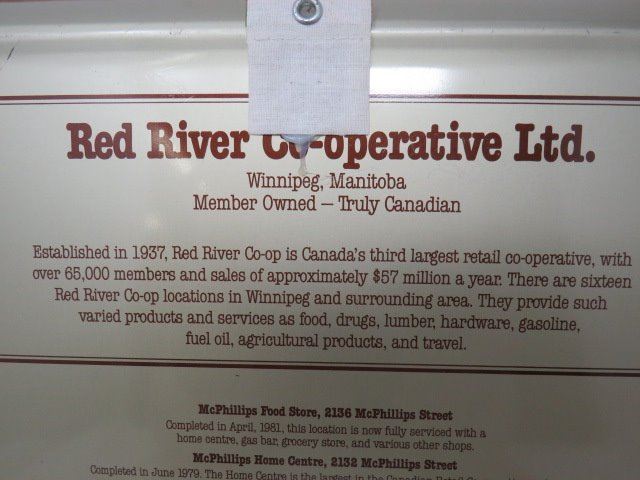 Red River Co-operative Ltd.
Winnipeg, Manitoba
Member Owned – Truly Canadian
Established in 1937, Red River Co-op is Canada's third largest retail co-operative, with
over 65,000 members and sales of approximately $57 million a year. There are sixteen
Red River Co-op locations in Winnipeg and surrounding area. They provide such
varied products and services as food, drugs, lumber, hardware, gasoline,
fuel oil, agricultural products, and travel.
McPhillips Food Store, 2136 McPhillips Street
Completed in April, 1981, this location is now fully serviced with a
home centre, gas bar, grocery store, and various other shops.
McPhillips Home Centre, 2132 McPhillips Street
Completed in June 1979. The Home Centre is the largest in the Canadian Retail